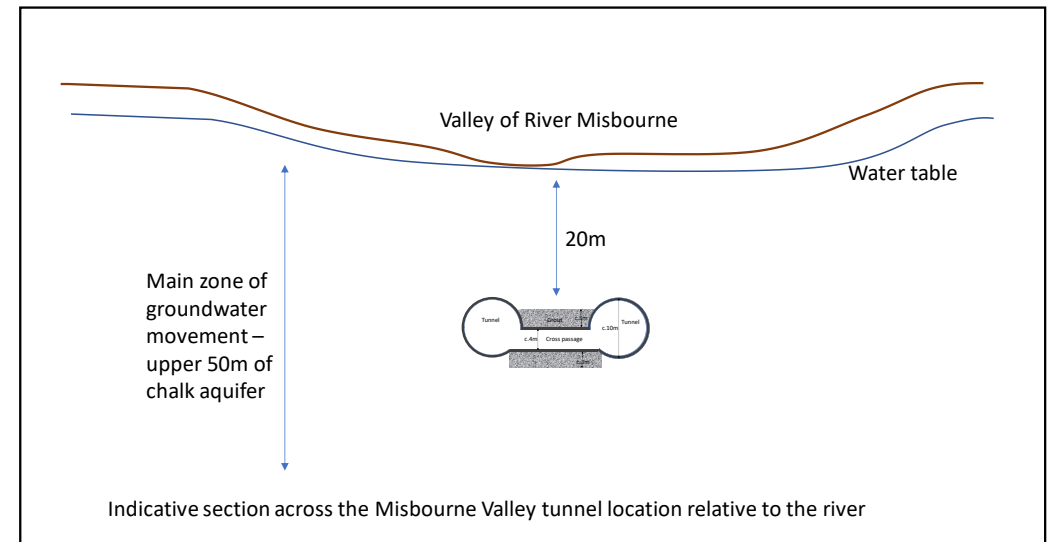 Valley of River Misbourne
Water table
20m
Main zone of
groundwater
movement –
upper 50m of
chalk aquifer
Tunnel
Grout
Tunnel
c.10m
c.4m
Cross passage
Indicative section across the Misbourne Valley tunnel location relative to the river